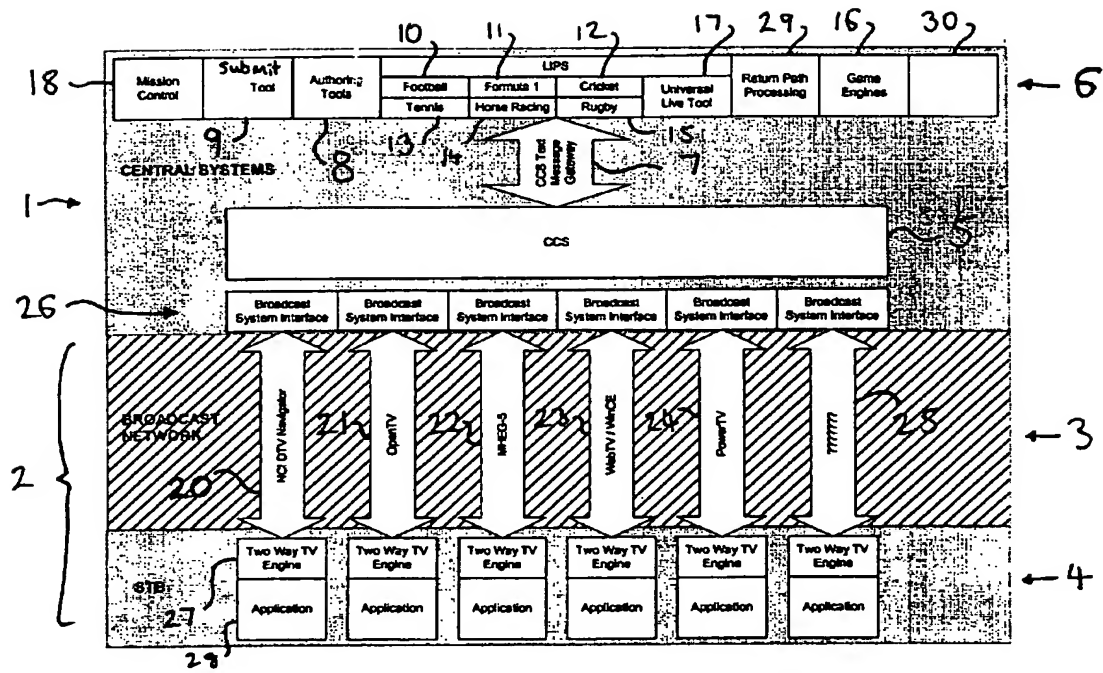 10 11 12 17 29 16 30
18
Mission Control
Submit Tool
Authoring Tools
LIPS
Football
Formula 1
Cricket
Tennis
Horse Racing
Rugby
Universal Live Tool
Return Path Processing
Game Engines
6
9
8
13
14
15
CENTRAL SYSTEMS
CCS Text Message Gateway
7
1
CCS
5
26
Broadcast System Interface
Broadcast System Interface
Broadcast System Interface
Broadcast System Interface
Broadcast System Interface
Broadcast System Interface
2
BROADCAST NETWORK
20
NCI DTV Navigator
21
OpenTV
22
MHEG-5
23
WebTV / WinCE
24
PowerTV
???????
25
3
Two Way TV Engine
Two Way TV Engine
Two Way TV Engine
Two Way TV Engine
Two Way TV Engine
Two Way TV Engine
4
STB
27
Application
Application
Application
Application
Application
Application
28